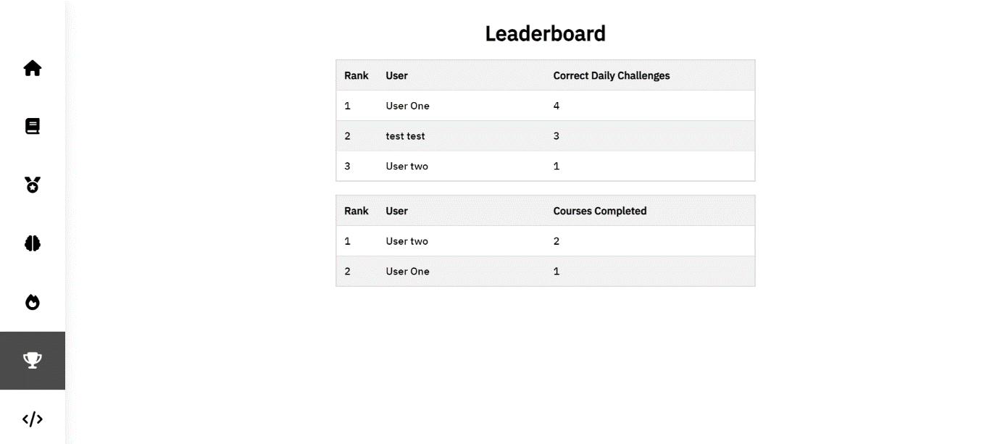 Leaderboard
Rank User Correct Daily Challenges
1 User One 4
2 test test 3
3 User two 1
Rank User Courses Completed
1 User two 2
2 User One 1